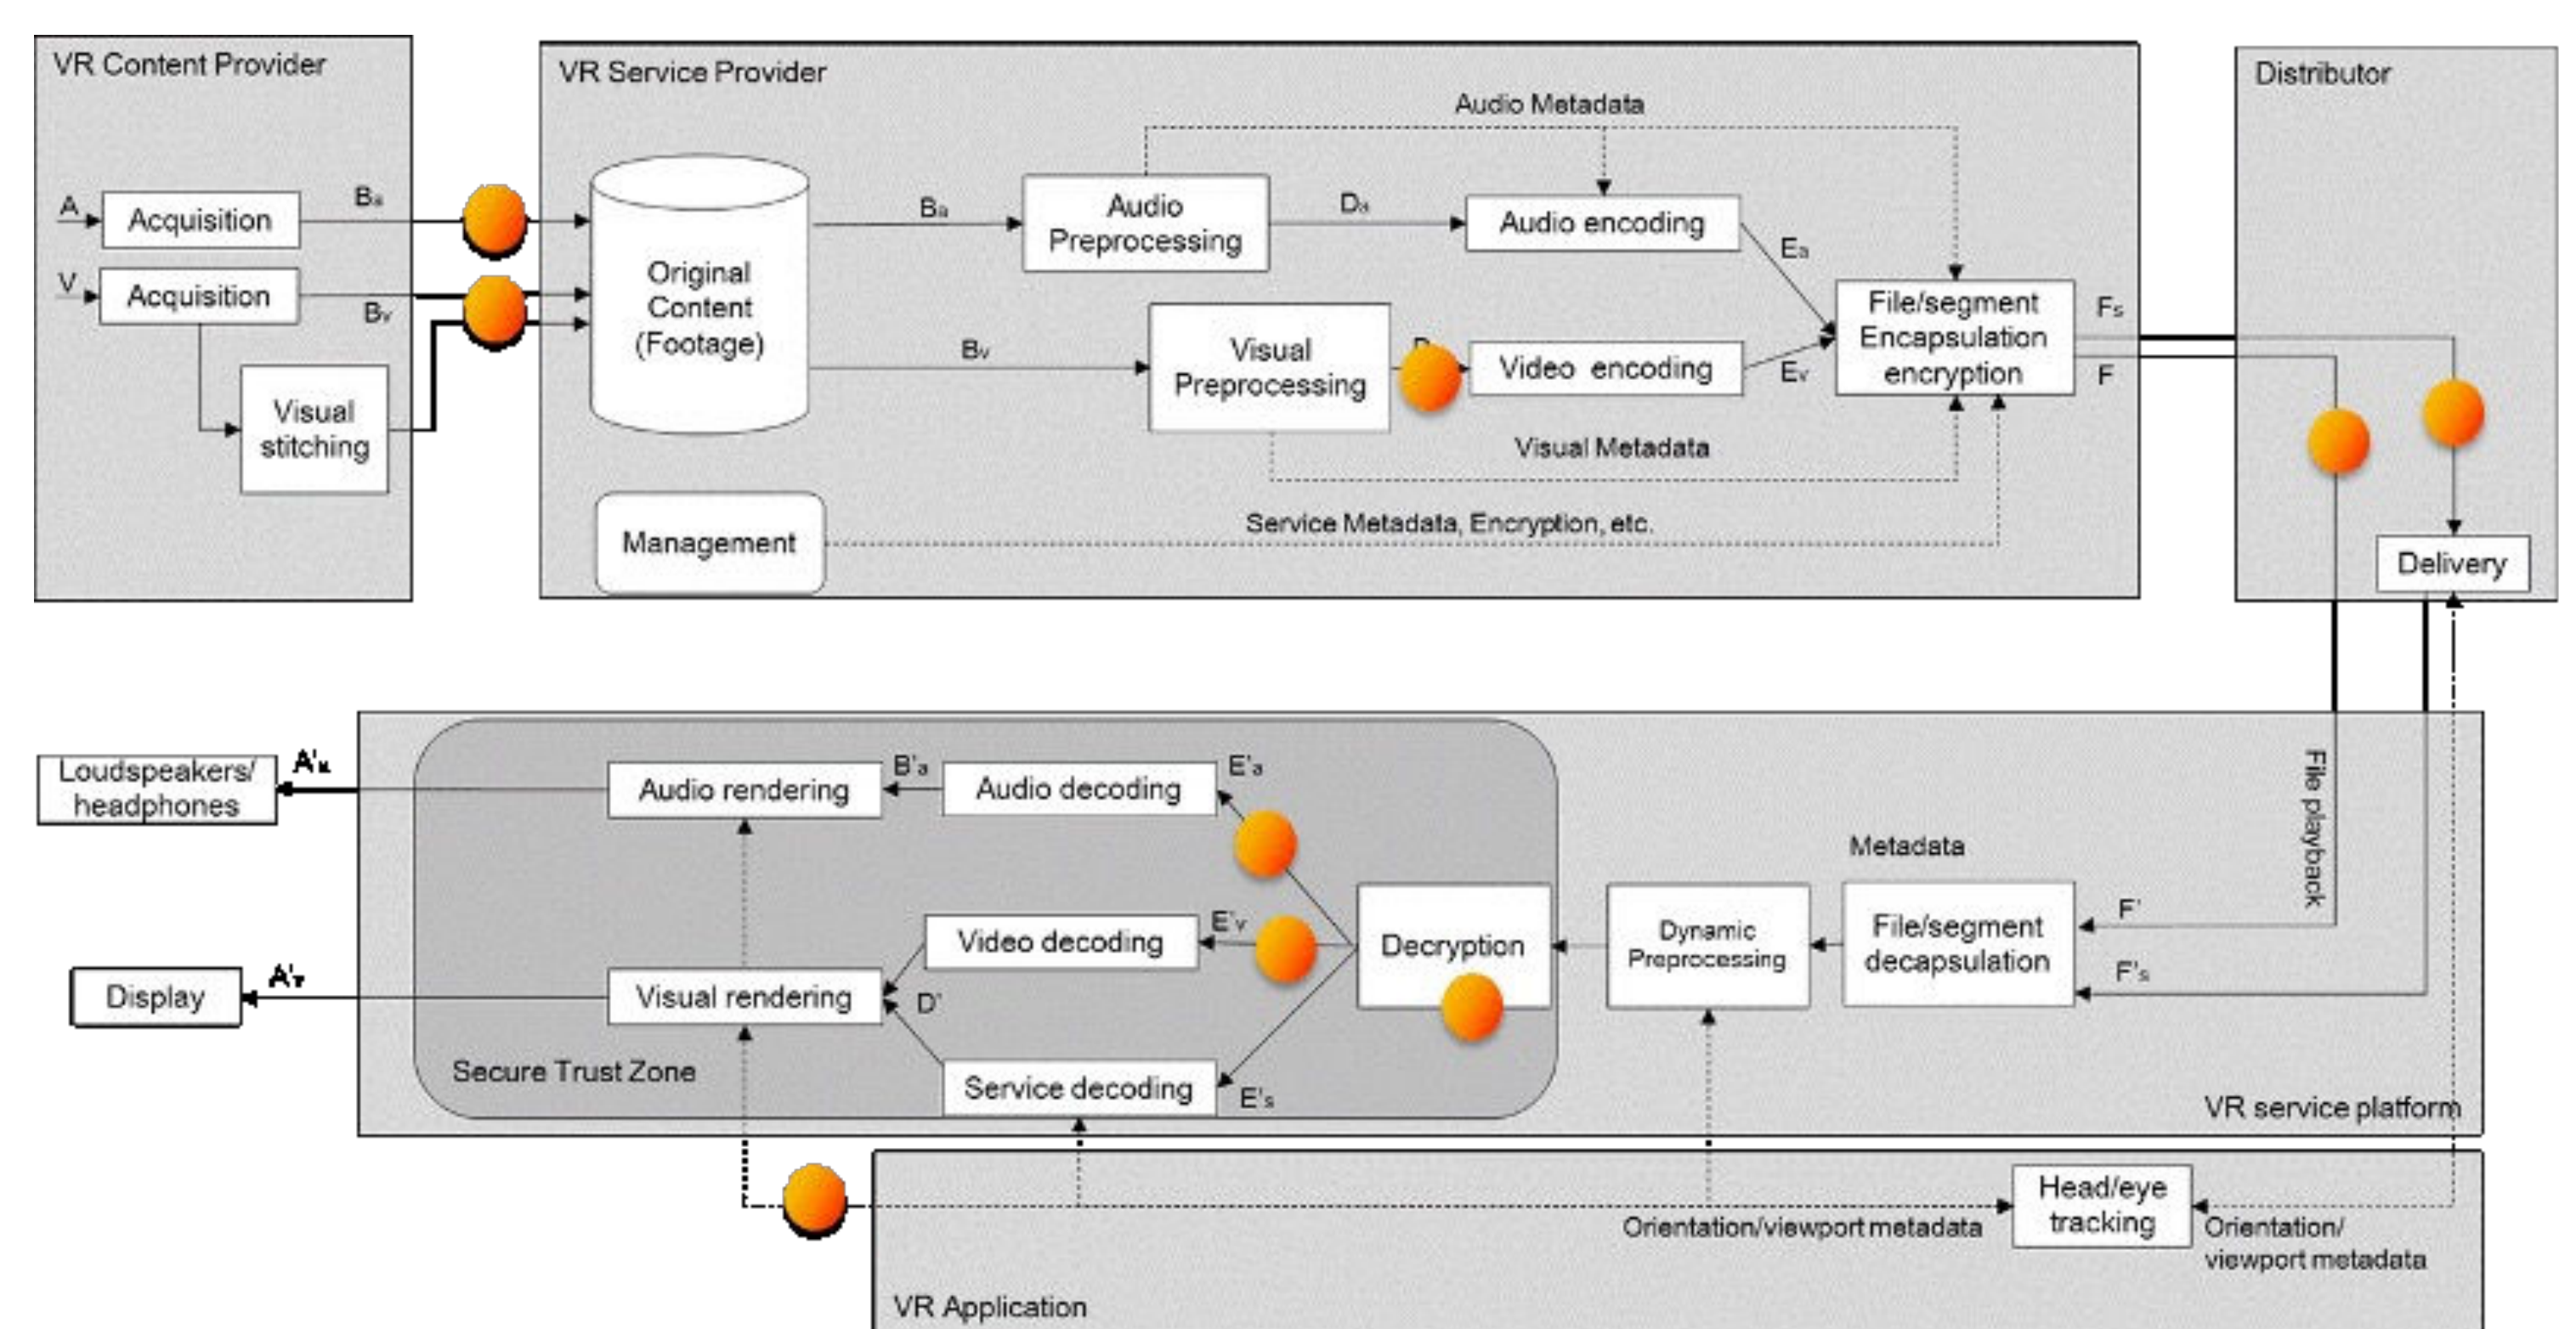 VR Content Provider
A
Acquisition
Ba
V
Acquisition
Bv
Visual
stitching
VR Service Provider
Original
Content
(Footage)
Management
Ba
Audio
Preprocessing
Da
Audio Metadata
Audio encoding
Ea
Bv
Visual
Preprocessing
Video encoding
Ev
File/segment
Encapsulation
encryption
Visual Metadata
Service Metadata, Encryption, etc.
Fs
F
Distributor
Delivery
Loudspeakers/
headphones
Audio rendering
B'a
Audio decoding
E'a
Display
Visual rendering
D'
Video decoding
E'v
Service decoding
E's
Secure Trust Zone
Decryption
Dynamic
Preprocessing
Metadata
File/segment
decapsulation
F'
F's
File playback
VR service platform
Head/eye
tracking
Orientation/viewport metadata
Orientation/
viewport metadata
VR Application